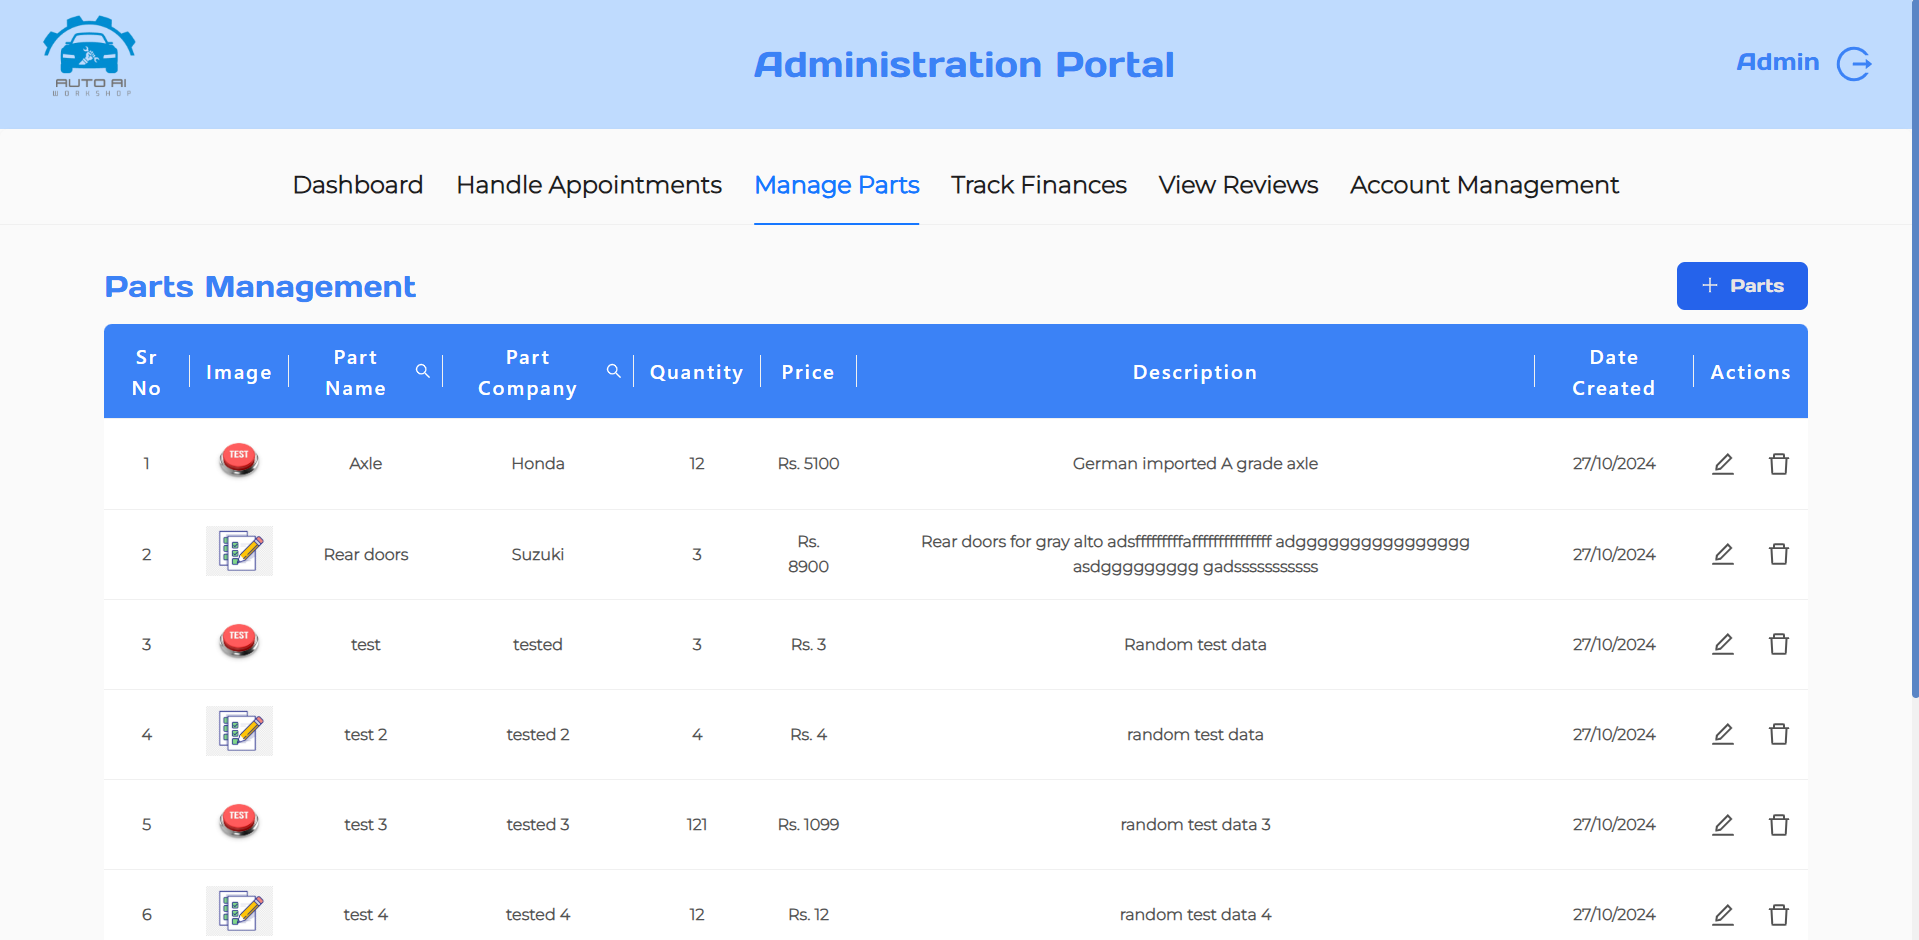 AUTO AI
WORKSHOP
Administration Portal
Admin
Dashboard Handle Appointments Manage Parts Track Finances View Reviews Account Management
Parts Management
+ Parts
Sr No Image Part Name Part Company Quantity Price Description Date Created Actions
1 TEST Axle Honda 12 Rs. 5100 German imported A grade axle 27/10/2024
2 Rear doors Suzuki 3 Rs. 8900 Rear doors for gray alto adsfffffffffafffffffffffffff adgggggggggggggggg
asdgggggggggg gadsssssssssss 27/10/2024
3 TEST test tested 3 Rs. 3 Random test data 27/10/2024
4 test 2 tested 2 4 Rs. 4 random test data 27/10/2024
5 TEST test 3 tested 3 121 Rs. 1099 random test data 3 27/10/2024
6 test 4 tested 4 12 Rs. 12 random test data 4 27/10/2024